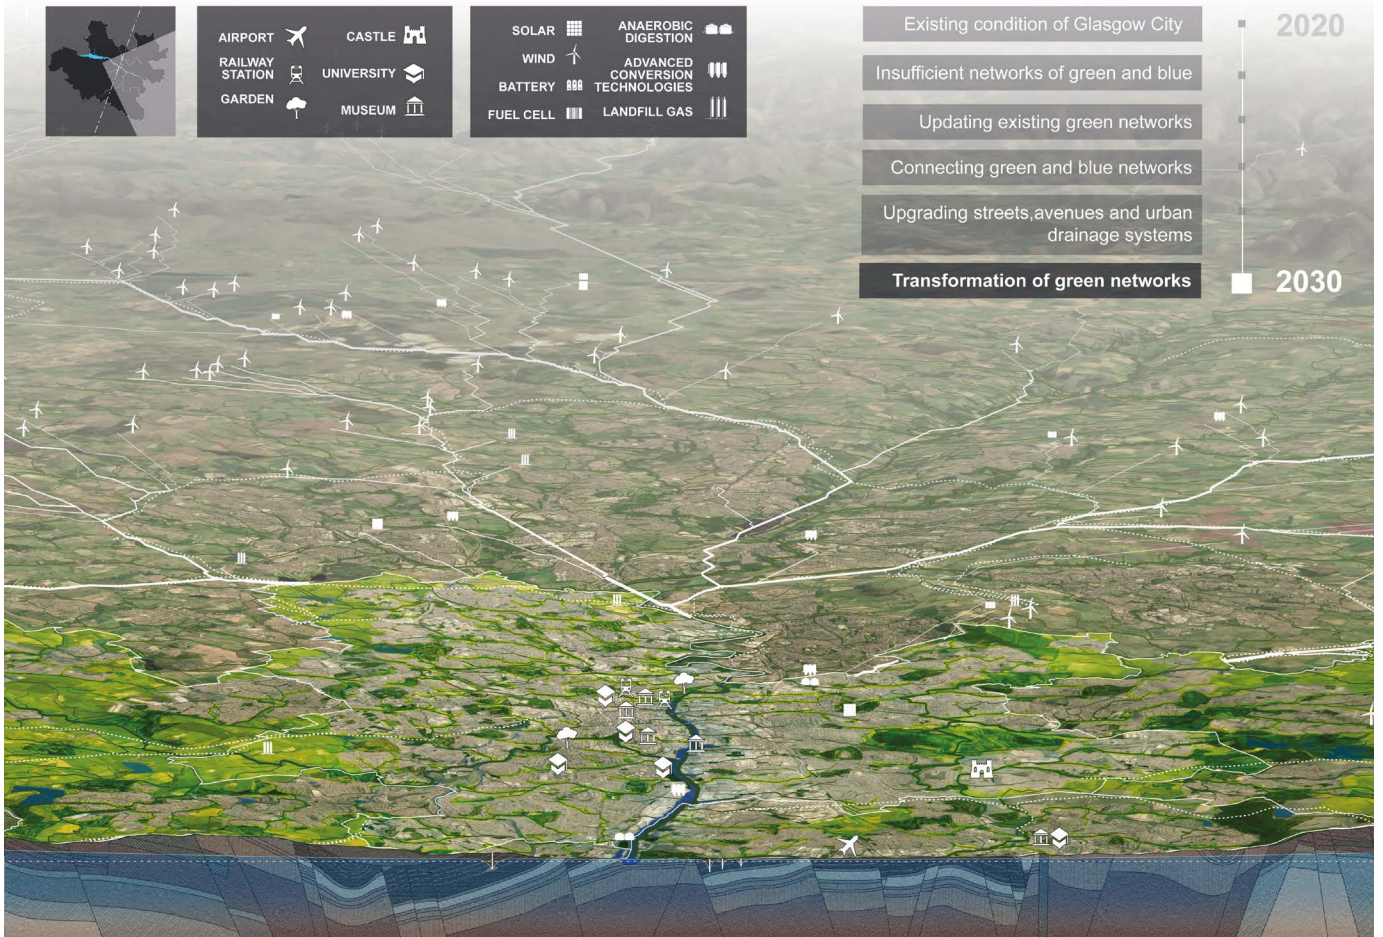 AIRPORT
RAILWAY
STATION
GARDEN
CASTLE
UNIVERSITY
MUSEUM
SOLAR
WIND
BATTERY
FUEL CELL
ANAEROBIC
DIGESTION
ADVANCED
CONVERSION
TECHNOLOGIES
LANDFILL GAS
Existing condition of Glasgow City
2020
Insufficient networks of green and blue
Updating existing green networks
Connecting green and blue networks
Upgrading streets,avenues and urban
drainage systems
Transformation of green networks
2030